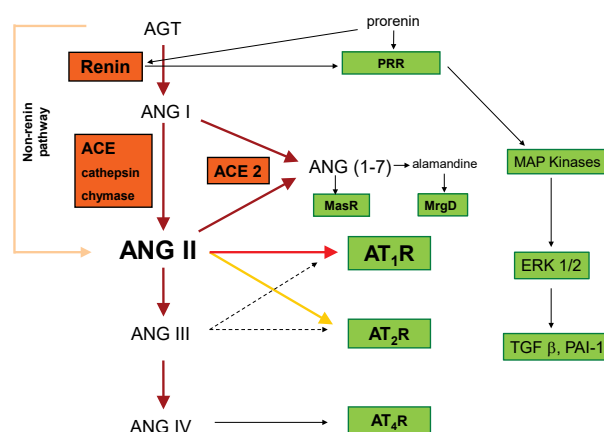 AGT
prorenin
Renin
PRR
Non-renin
pathway
ANG I
ACE
cathepsin
chymase
ACE 2
ANG (1-7)
alamandine
MAP Kinases
MasR
MrgD
ANG II
AT₁R
ERK 1/2
ANG III
AT₂R
TGF β, PAI-1
ANG IV
AT₄R